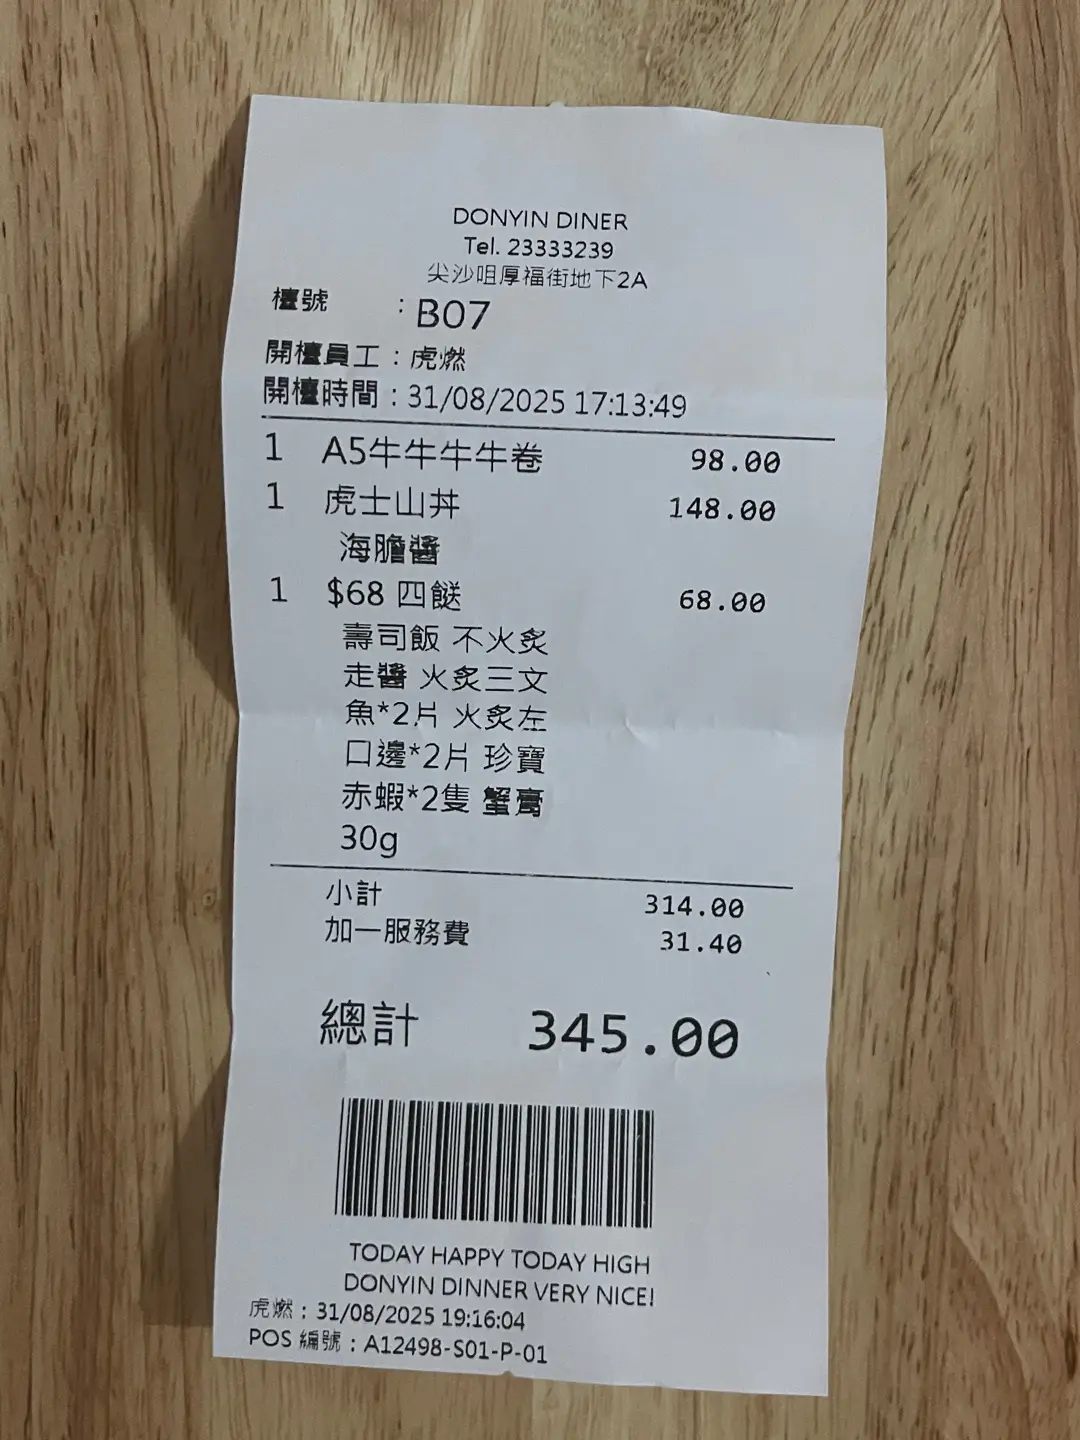 DONYIN DINER
Tel. 23333239
尖沙咀厚福街地下2A
檯號 : B07
開檯員工 : 虎燃
開檯時間 : 31/08/2025 17:13:49
1 A5牛牛牛牛卷 98.00
1 虎士山丼 148.00
海膽醬
1 $68 四餸 68.00
壽司飯 不火炙
走醬 火炙三文
魚*2片 火炙左
口邊*2片 珍寶
赤蝦*2隻 蟹膏
30g
小計 314.00
加一服務費 31.40
總計 345.00
TODAY HAPPY TODAY HIGH
DONYIN DINNER VERY NICE!
虎燃 : 31/08/2025 19:16:04
POS 編號 : A12498-S01-P-01